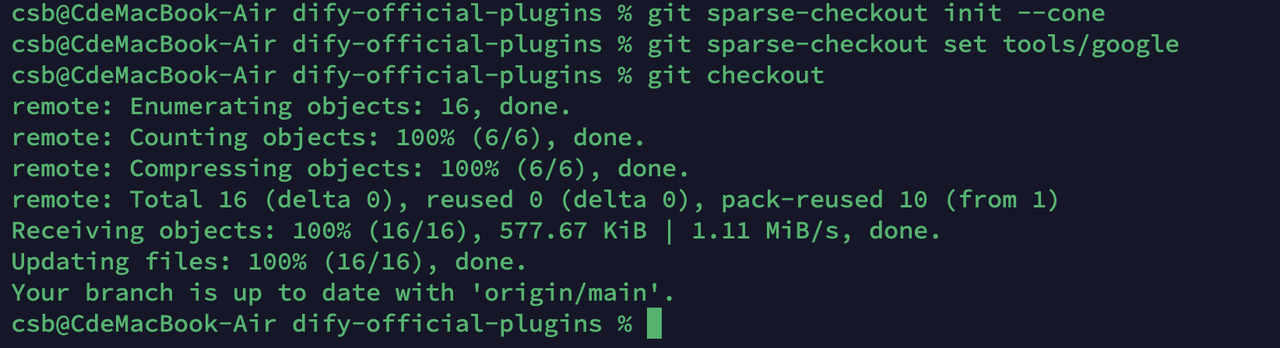 csb@CdeMacBook-Air dify-official-plugins % git sparse-checkout init --cone
csb@CdeMacBook-Air dify-official-plugins % git sparse-checkout set tools/google
csb@CdeMacBook-Air dify-official-plugins % git checkout
remote: Enumerating objects: 16, done.
remote: Counting objects: 100% (6/6), done.
remote: Compressing objects: 100% (6/6), done.
remote: Total 16 (delta 0), reused 0 (delta 0), pack-reused 10 (from 1)
Receiving objects: 100% (16/16), 577.67 KiB | 1.11 MiB/s, done.
Updating files: 100% (16/16), done.
Your branch is up to date with 'origin/main'.
csb@CdeMacBook-Air dify-official-plugins %